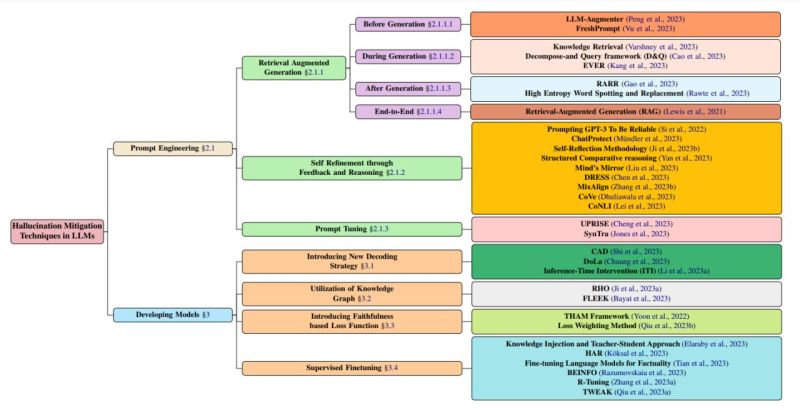 Hallucination Mitigation
Techniques in LLMs
Prompt Engineering §2.1
Retrieval Augmented
Generation §2.1.1
Before Generation §2.1.1.1
LLM-Augmenter (Peng et al., 2023)
FreshPrompt (Vu et al., 2023)
During Generation §2.1.1.2
Knowledge Retrieval (Varshney et al., 2023)
Decompose-and Query framework (D&Q) (Cao et al., 2023)
EVER (Kang et al., 2023)
After Generation §2.1.1.3
RARR (Gao et al., 2023)
High Entropy Word Spotting and Replacement (Rawte et al., 2023)
End-to-End §2.1.1.4
Retrieval-Augmented Generation (RAG) (Lewis et al., 2021)
Self Refinement through
Feedback and Reasoning §2.1.2
Prompting GPT-3 To Be Reliable (Si et al., 2022)
ChatProtect (Mündler et al., 2023)
Self-Reflection Methodology (Ji et al., 2023b)
Structured Comparative reasoning (Yan et al., 2023)
Mind's Mirror (Liu et al., 2023)
DRESS (Chen et al., 2023)
MixAlign (Zhang et al., 2023b)
CoVe (Dhuliawala et al., 2023)
CoNLI (Lei et al., 2023)
Prompt Tuning §2.1.3
UPRISE (Cheng et al., 2023)
SynTra (Jones et al., 2023)
Developing Models §3
Introducing New Decoding
Strategy §3.1
CAD (Shi et al., 2023)
DoLa (Chuang et al., 2023)
Inference-Time Intervention (ITI) (Li et al., 2023a)
Utilization of Knowledge
Graph §3.2
RHO (Ji et al., 2023a)
FLEEK (Bayat et al., 2023)
Introducing Faithfulness
based Loss Function §3.3
THAM Framework (Yoon et al., 2022)
Loss Weighting Method (Qiu et al., 2023b)
Supervised Finetuning §3.4
Knowledge Injection and Teacher-Student Approach (Elaraby et al., 2023)
HAR (Köksal et al., 2023)
Fine-tuning Language Models for Factuality (Tian et al., 2023)
BEINFO (Razumovskaia et al., 2023)
R-Tuning (Zhang et al., 2023a)
TWEAK (Qiu et al., 2023a)